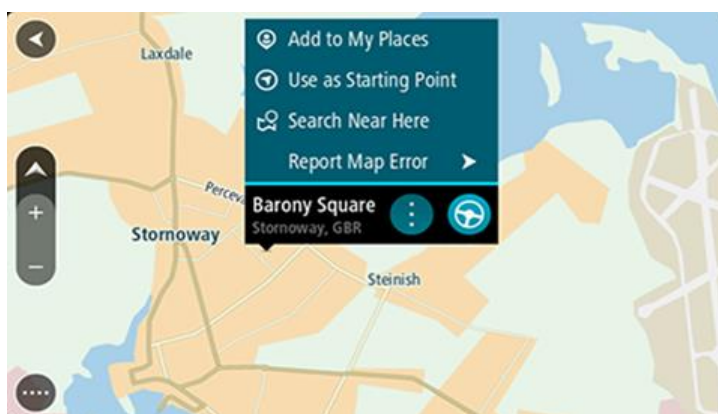 Laxdale
Add to My Places
Use as Starting Point
Search Near Here
Report Map Error
Perceva
Barony Square
Stornoway, GBR
Stornoway
Steinish